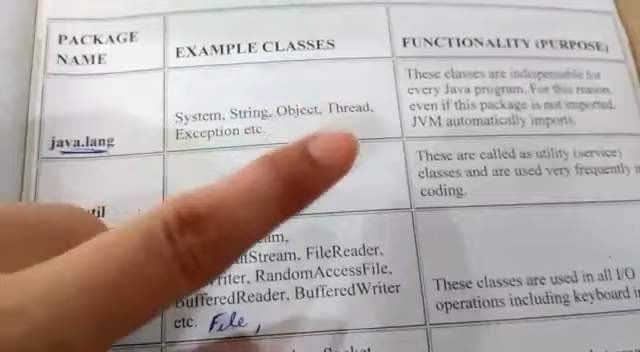 PACKAGE
NAME
EXAMPLE CLASSES
FUNCTIONALITY (PURPOSE)
java.lang
System, String, Object, Thread,
Exception etc.
These classes are indispensable for
every Java program. For this reason,
even if this package is not imported,
JVM automatically imports.
These are called as utility (service)
classes and are used very frequently
coding.
FileReader,
RandomAccessFile,
BufferedReader, BufferedWriter
etc. File,
These classes are used in all I/O
operations including keyboard